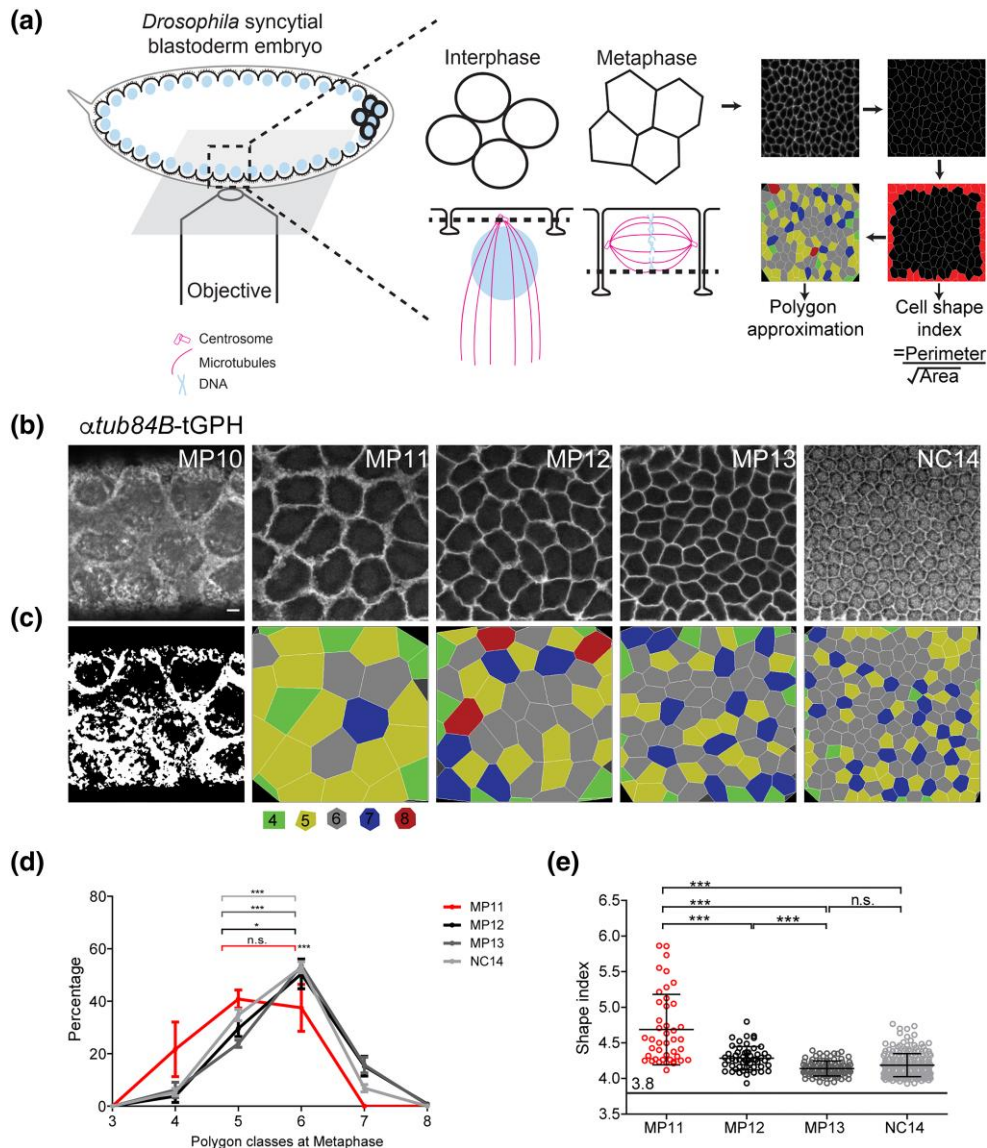 (a)
Drosophila syncytial
blastoderm embryo
Interphase
Metaphase
Objective
Centrosome
Microtubules
DNA
Polygon
approximation
Cell shape
index
=Perimeter
√Area
(b)
αtub84B-tGPH
MP10
MP11
MP12
MP13
NC14
(c)
4
5
6
7
8
(d)
80
60
40
20
0
Percentage
3
4
5
6
7
8
Polygon classes at Metaphase
***
***
*
n.s.
***
MP11
MP12
MP13
NC14
(e)
***
***
n.s.
***
***
6.5
6.0
5.5
5.0
4.5
4.0
3.5
Shape index
3.8
MP11
MP12
MP13
NC14